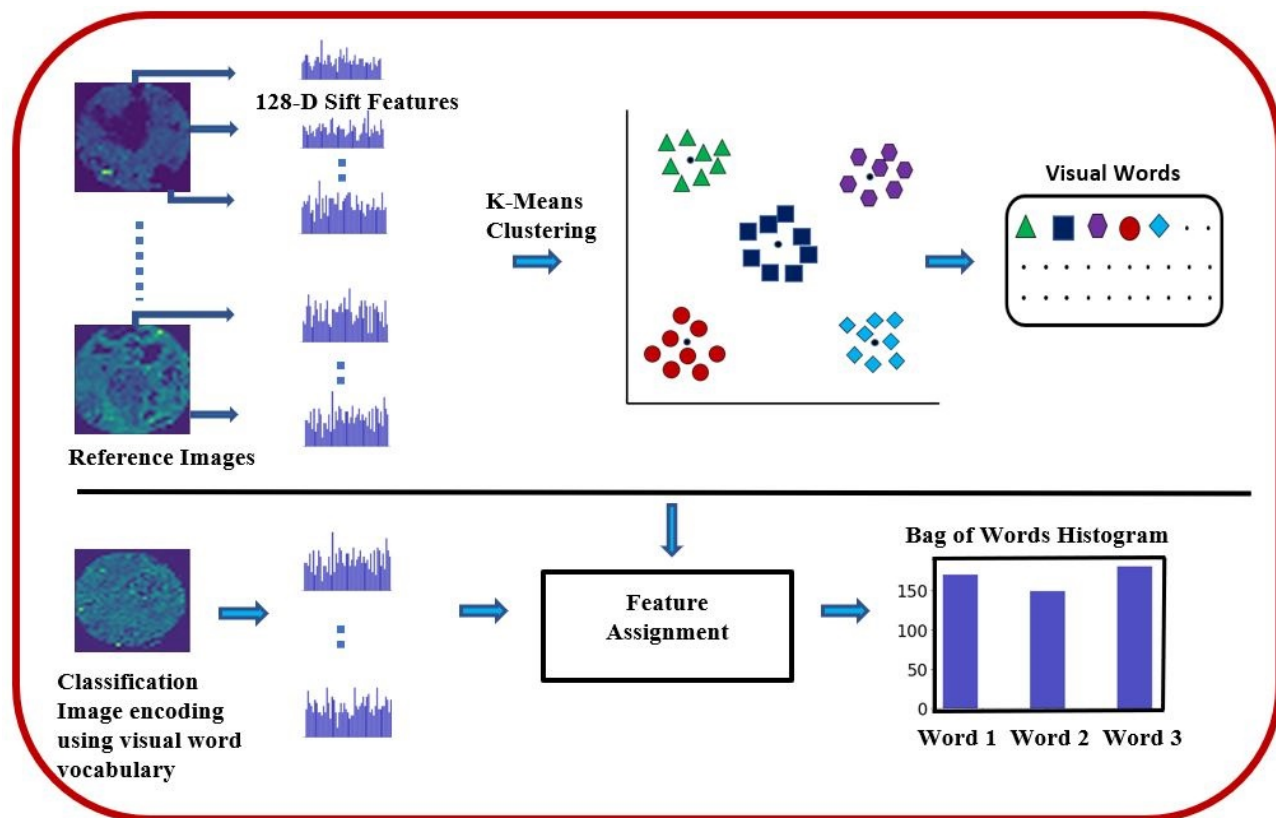 128-D Sift Features
K-Means
Clustering
Visual Words
Reference Images
Classification
Image encoding
using visual word
vocabulary
Feature
Assignment
Bag of Words Histogram
150
100
50
0
Word 1 Word 2 Word 3